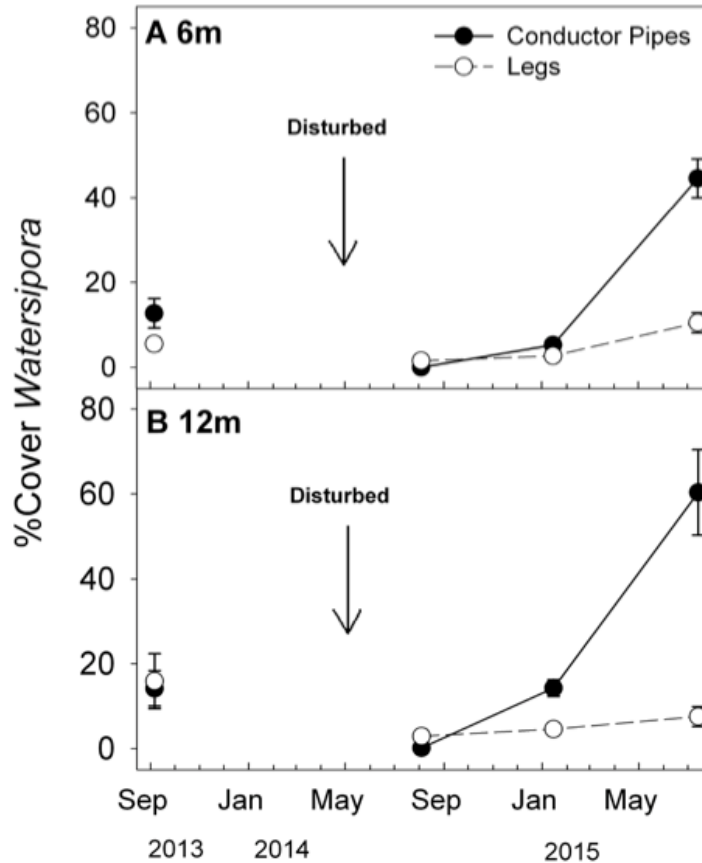 A 6m
Conductor Pipes
Legs
Disturbed
80
60
40
20
0
%Cover Watersipora
B 12m
Disturbed
80
60
40
20
0
Sep Jan May Sep Jan May
2013 2014 2015